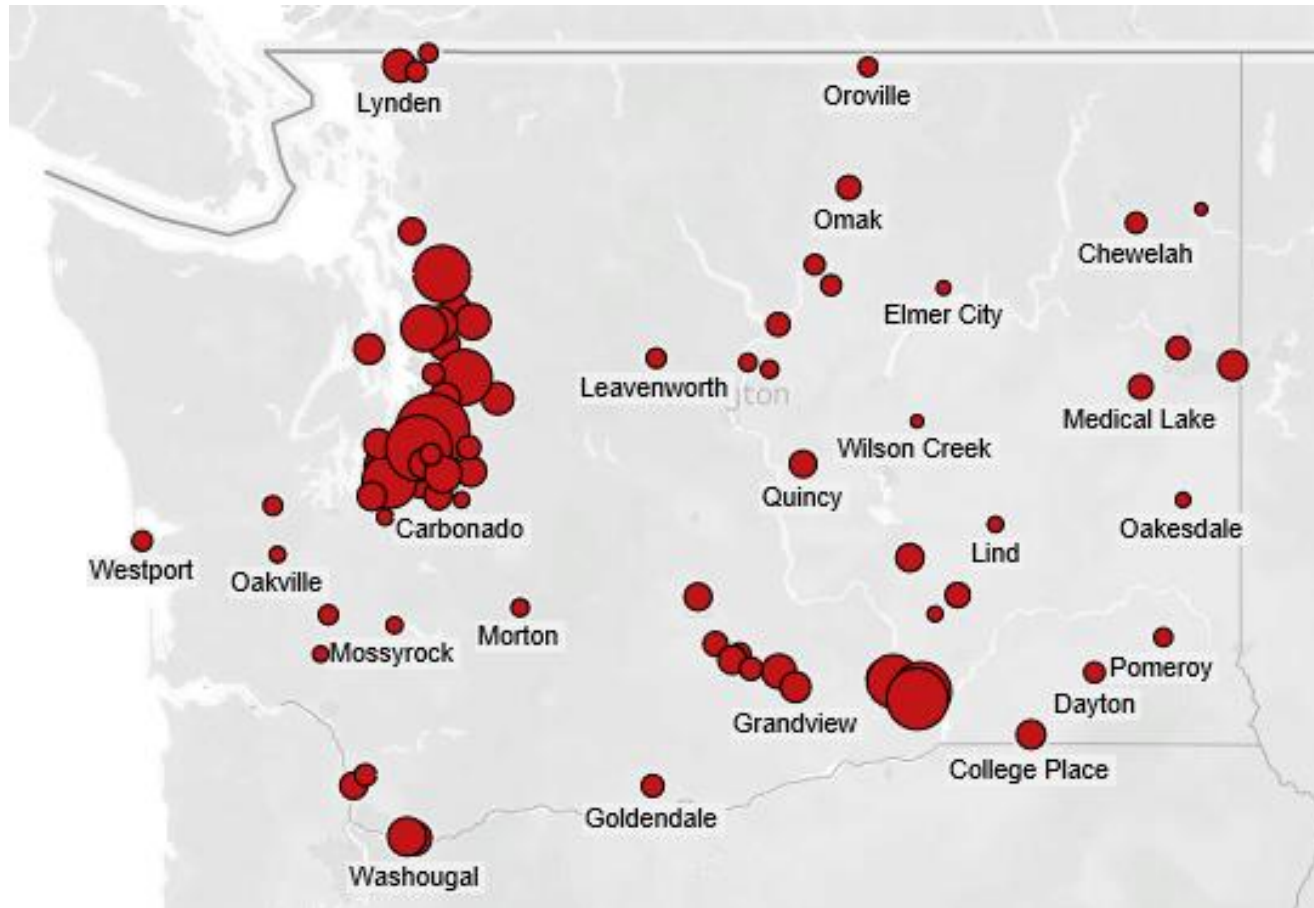 Lynden
Oroville
Omak
Chewelah
Elmer City
Leavenworth
gton
Medical Lake
Wilson Creek
Quincy
Carbonado
Lind
Oakesdale
Westport
Oakville
Morton
Mossyrock
Pomeroy
Dayton
Grandview
College Place
Goldendale
Washougal